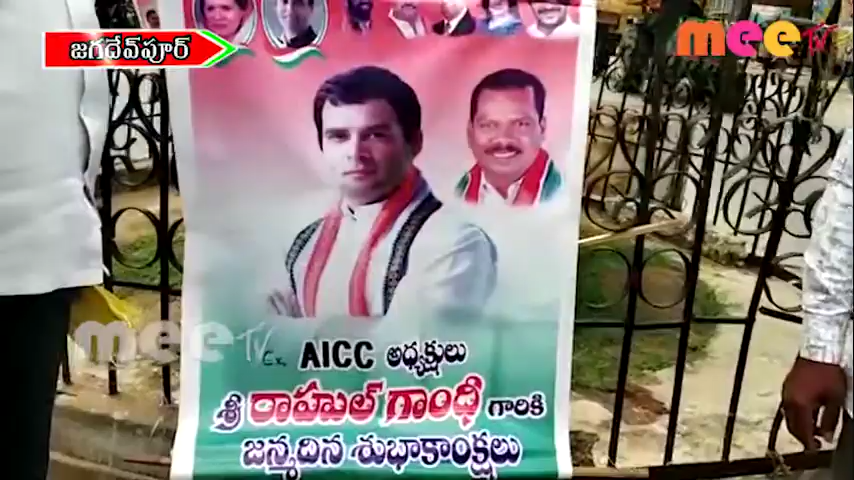 జగదేవ్‌పూర్
meeTV
meeTV
Ex AICC అధ్యక్షులు
శ్రీ రాహుల్ గాంధీ గారికి
జన్మదిన శుభాకాంక్షలు